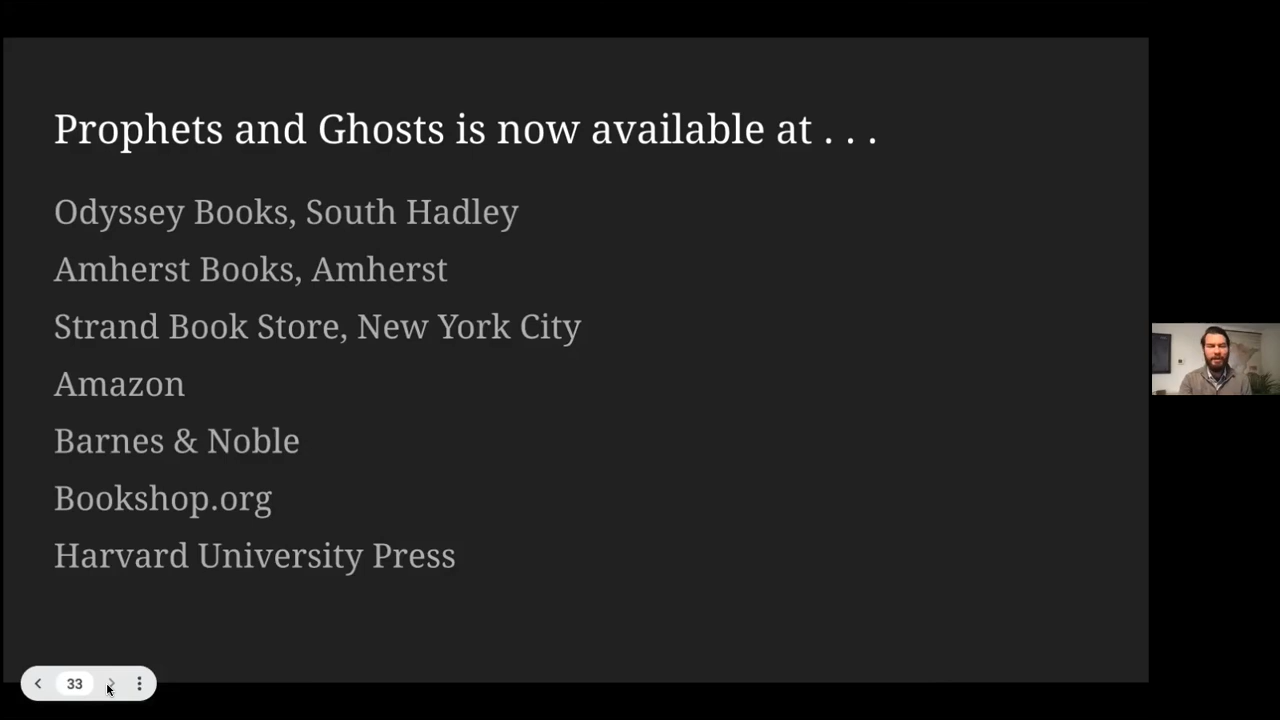 Prophets and Ghosts is now available at . . .
Odyssey Books, South Hadley
Amherst Books, Amherst
Strand Book Store, New York City
Amazon
Barnes & Noble
Bookshop.org
Harvard University Press
33